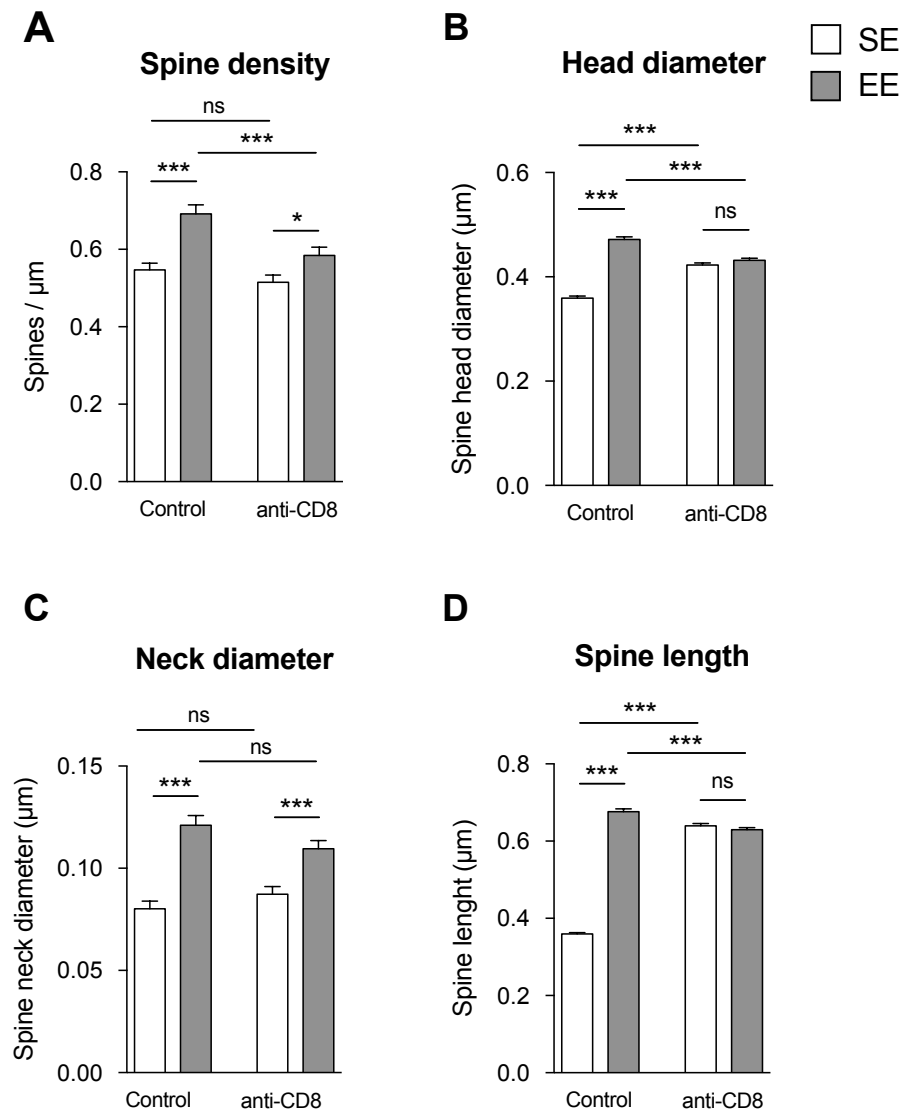 A
Spine density
ns
***
***
*
0.8
0.6
0.4
0.2
0.0
Spines / µm
Control
anti-CD8
B
Head diameter
SE
EE
***
***
***
ns
0.6
0.4
0.2
0.0
Spine head diameter (µm)
Control
anti-CD8
C
Neck diameter
ns
ns
***
***
0.15
0.10
0.05
0.00
Spine neck diameter (µm)
Control
anti-CD8
D
Spine length
***
***
***
ns
0.8
0.6
0.4
0.2
0.0
Spine lenght (µm)
Control
anti-CD8